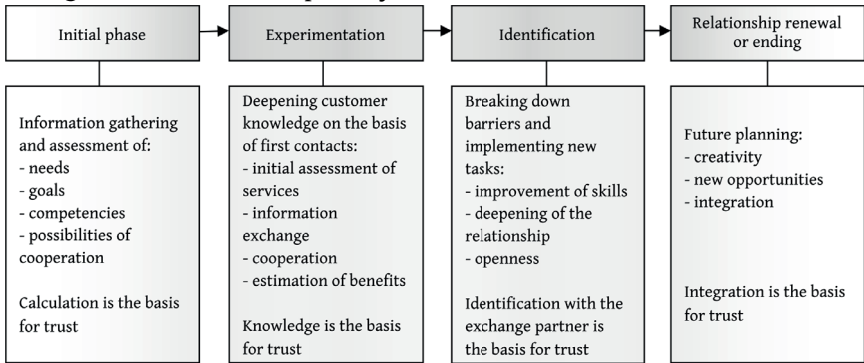 Initial phase
Experimentation
Identification
Relationship renewal
or ending
Information gathering
and assessment of:
- needs
- goals
- competencies
- possibilities of
cooperation
Calculation is the basis
for trust
Deepening customer
knowledge on the basis
of first contacts:
- initial assessment of
services
- information
exchange
- cooperation
- estimation of benefits
Knowledge is the basis
for trust
Breaking down
barriers and
implementing new
tasks:
- improvement of skills
- deepening of the
relationship
- openness
Identification with the
exchange partner is
the basis for trust
Future planning:
- creativity
- new opportunities
- integration
Integration is the basis
for trust